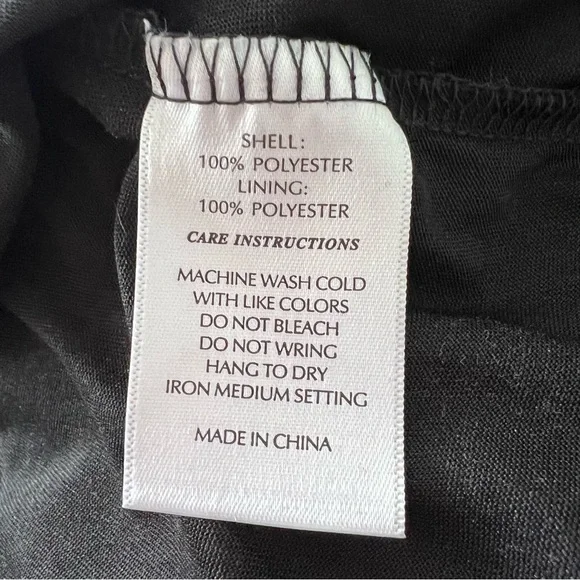 SHELL:
100% POLYESTER
LINING:
100% POLYESTER
CARE INSTRUCTIONS
MACHINE WASH COLD
WITH LIKE COLORS
DO NOT BLEACH
DO NOT WRING
HANG TO DRY
IRON MEDIUM SETTING
MADE IN CHINA